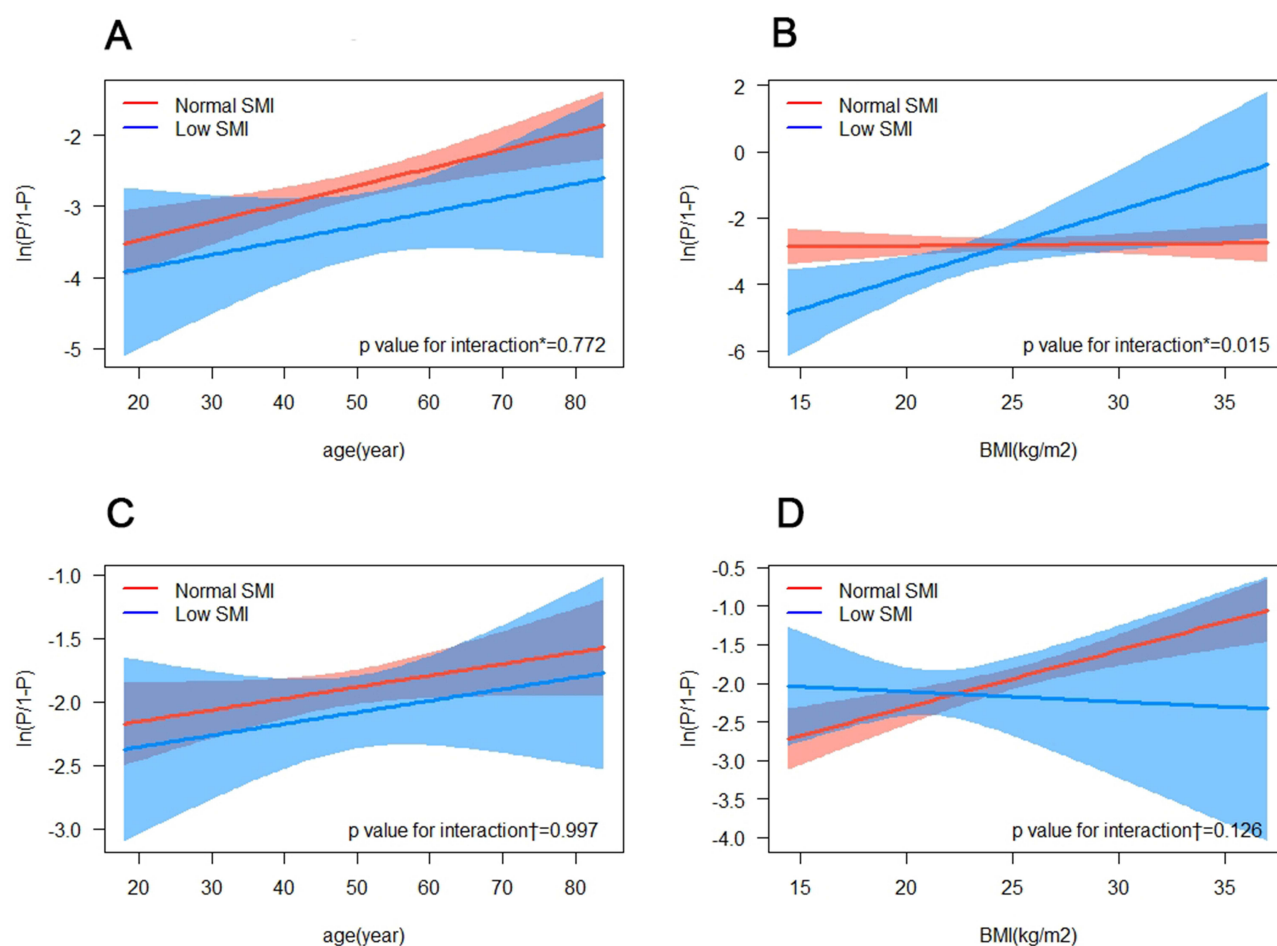 A
Normal SMI
Low SMI
ln(P/1-P)
-2
-3
-4
-5
p value for interaction*=0.772
20 30 40 50 60 70 80
age(year)
B
Normal SMI
Low SMI
ln(P/1-P)
2
0
-2
-4
-6
p value for interaction*=0.015
15 20 25 30 35
BMI(kg/m2)
C
Normal SMI
Low SMI
ln(P/1-P)
-1.0
-1.5
-2.0
-2.5
-3.0
p value for interaction†=0.997
20 30 40 50 60 70 80
age(year)
D
Normal SMI
Low SMI
ln(P/1-P)
-0.5
-1.0
-1.5
-2.0
-2.5
-3.0
-3.5
-4.0
p value for interaction†=0.126
15 20 25 30 35
BMI(kg/m2)